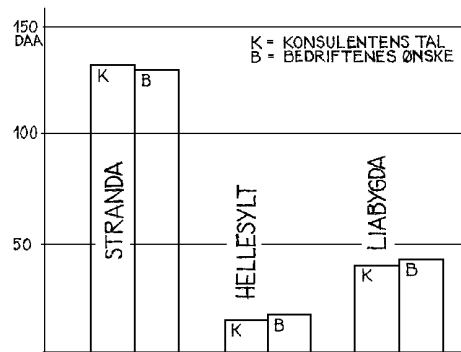 150
DAA
K = KONSULENTENS TAL
B = BEDRIFTENES ØNSKE
100
50
STRANDA
K
B
HELLESYLT
K
B
LIABYGDA
K
B